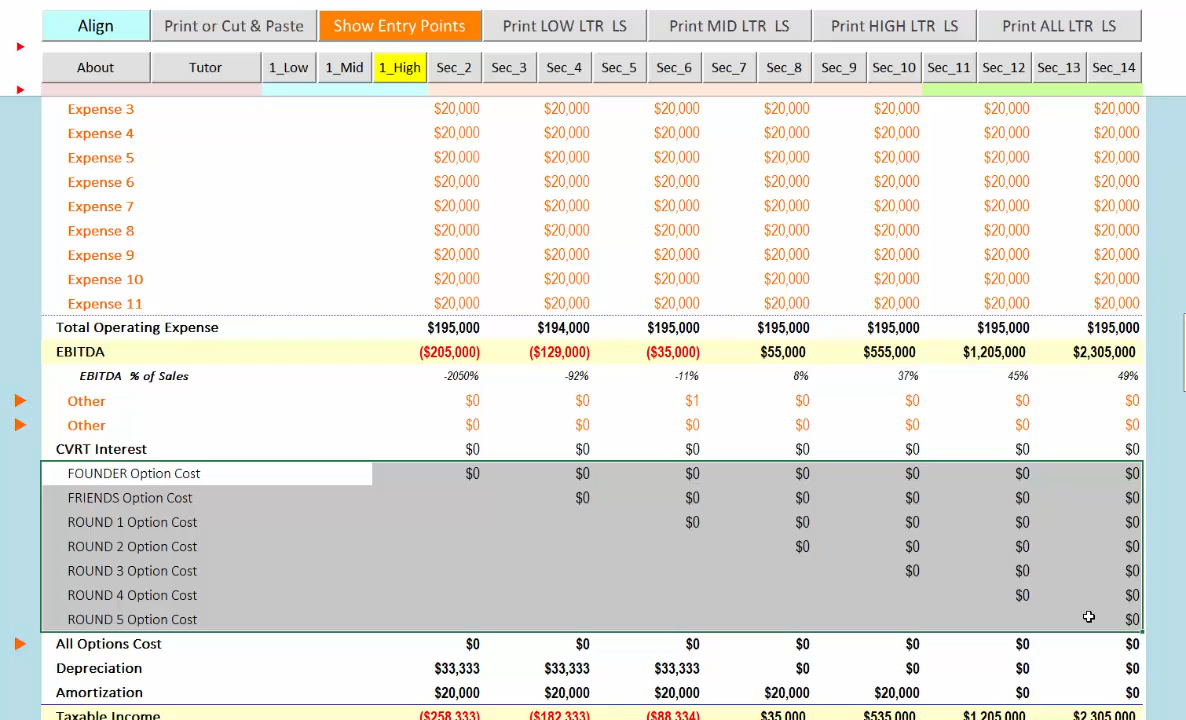 Align Print or Cut & Paste Show Entry Points Print LOW LTR LS Print MID LTR LS Print HIGH LTR LS Print ALL LTR LS
About Tutor 1_Low 1_Mid 1_High Sec_2 Sec_3 Sec_4 Sec_5 Sec_6 Sec_7 Sec_8 Sec_9 Sec_10 Sec_11 Sec_12 Sec_13 Sec_14
Expense 3 $20,000 $20,000 $20,000 $20,000 $20,000 $20,000 $20,000
Expense 4 $20,000 $20,000 $20,000 $20,000 $20,000 $20,000 $20,000
Expense 5 $20,000 $20,000 $20,000 $20,000 $20,000 $20,000 $20,000
Expense 6 $20,000 $20,000 $20,000 $20,000 $20,000 $20,000 $20,000
Expense 7 $20,000 $20,000 $20,000 $20,000 $20,000 $20,000 $20,000
Expense 8 $20,000 $20,000 $20,000 $20,000 $20,000 $20,000 $20,000
Expense 9 $20,000 $20,000 $20,000 $20,000 $20,000 $20,000 $20,000
Expense 10 $20,000 $20,000 $20,000 $20,000 $20,000 $20,000 $20,000
Expense 11 $20,000 $20,000 $20,000 $20,000 $20,000 $20,000 $20,000
Total Operating Expense $195,000 $194,000 $195,000 $195,000 $195,000 $195,000 $195,000
EBITDA ($205,000) ($129,000) ($35,000) $55,000 $555,000 $1,205,000 $2,305,000
EBITDA % of Sales -2050% -92% -11% 8% 37% 45% 49%
Other $0 $0 $1 $0 $0 $0 $0
Other $0 $0 $0 $0 $0 $0 $0
CVRT Interest $0 $0 $0 $0 $0 $0 $0
FOUNDER Option Cost $0 $0 $0 $0 $0 $0 $0
FRIENDS Option Cost $0 $0 $0 $0 $0 $0
ROUND 1 Option Cost $0 $0 $0 $0 $0
ROUND 2 Option Cost $0 $0 $0 $0
ROUND 3 Option Cost $0 $0 $0
ROUND 4 Option Cost $0 $0
ROUND 5 Option Cost $0
All Options Cost $0 $0 $0 $0 $0 $0 $0
Depreciation $33,333 $33,333 $33,333 $0 $0 $0 $0
Amortization $20,000 $20,000 $20,000 $20,000 $20,000 $0 $0
Taxable Income ($258,333) ($182,333) ($88,334) $35,000 $535,000 $1,205,000 $2,305,000